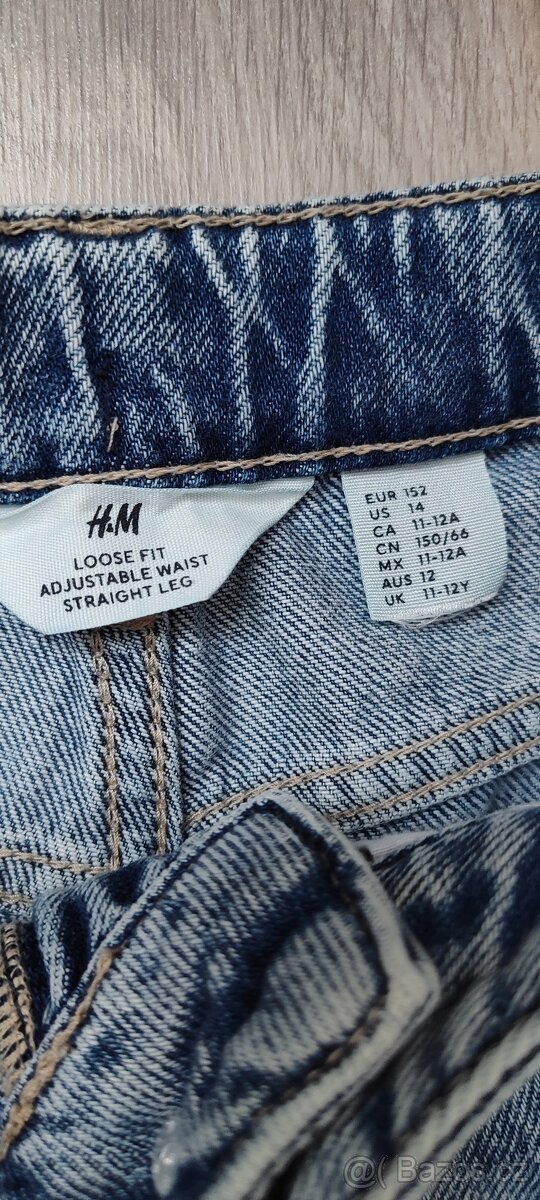 H&M
LOOSE FIT
ADJUSTABLE WAIST
STRAIGHT LEG
EUR 152
US 14
CA 11-12A
CN 150/66
MX 11-12A
AUS 12
UK 11-12Y
@( Bazos.cz